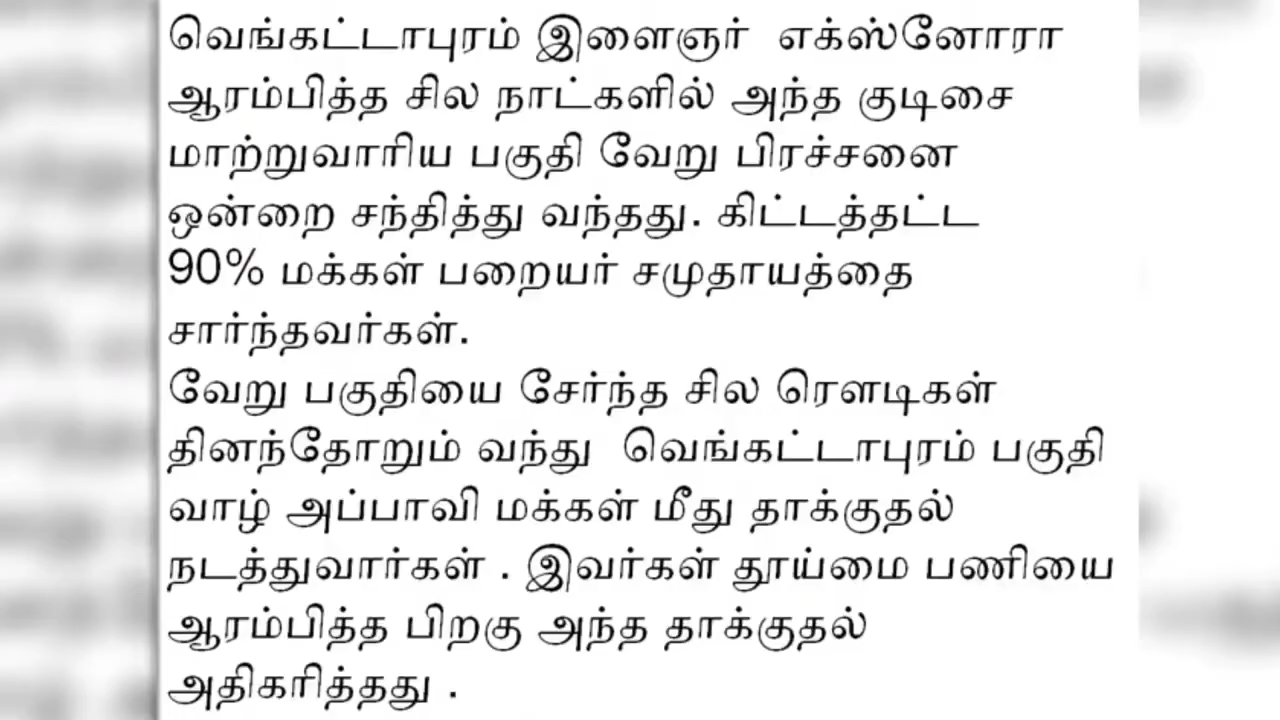 வெங்கட்டாபுரம் இளைஞர் எக்ஸ்னோரா
ஆரம்பித்த சில நாட்களில் அந்த குடிசை
மாற்றுவாரிய பகுதி வேறு பிரச்சனை
ஒன்றை சந்தித்து வந்தது. கிட்டத்தட்ட
90% மக்கள் பறையர் சமுதாயத்தை
சார்ந்தவர்கள்.
வேறு பகுதியை சேர்ந்த சில ரௌடிகள்
தினந்தோறும் வந்து வெங்கட்டாபுரம் பகுதி
வாழ் அப்பாவி மக்கள் மீது தாக்குதல்
நடத்துவார்கள் . இவர்கள் தூய்மை பணியை
ஆரம்பித்த பிறகு அந்த தாக்குதல்
அதிகரித்தது .